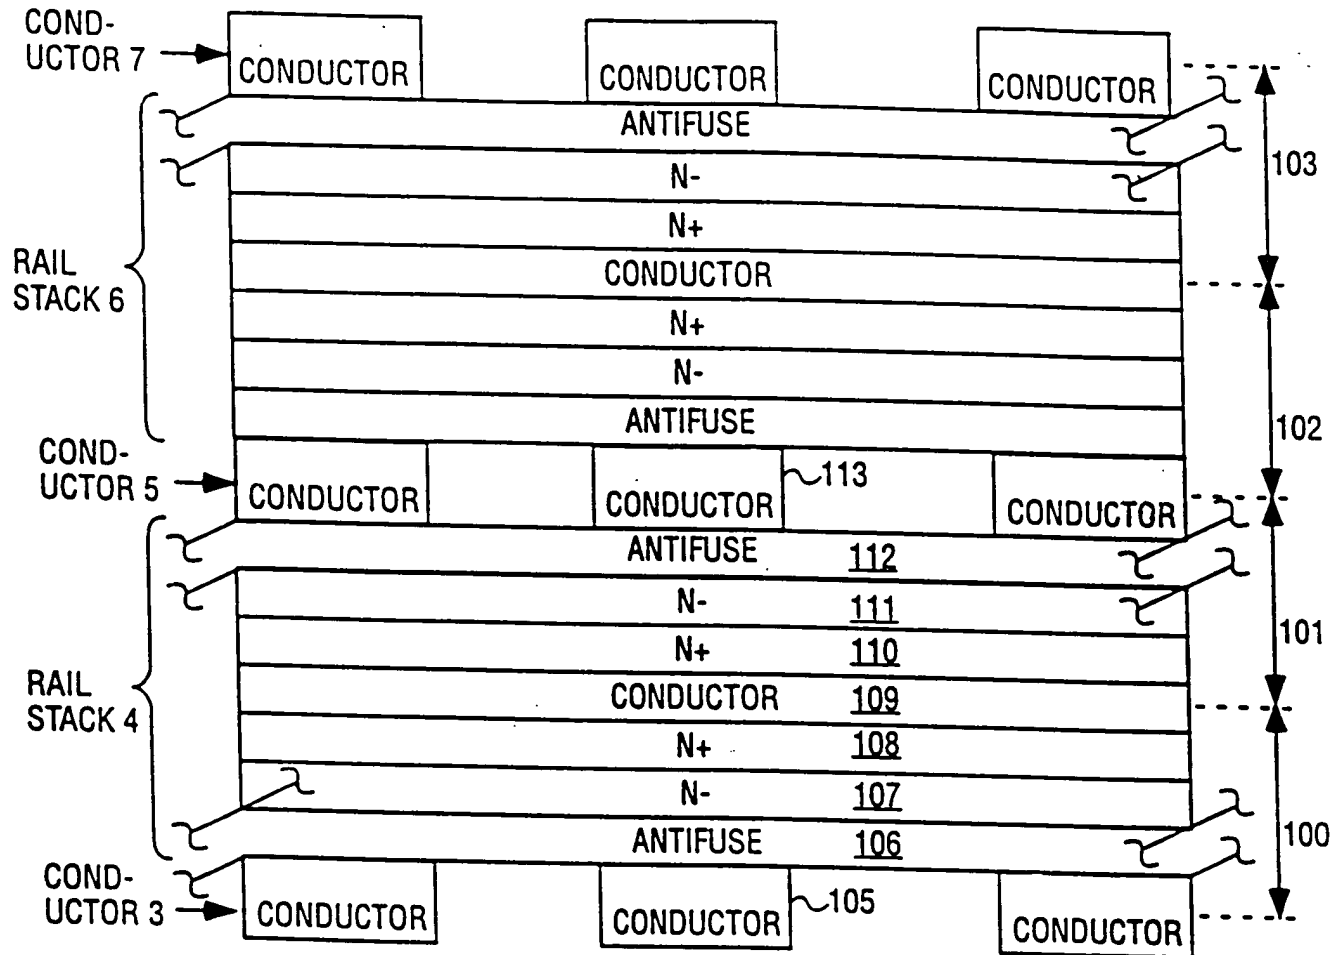 COND-
UCTOR 7
CONDUCTOR CONDUCTOR CONDUCTOR
ANTIFUSE
103
N-
N+
RAIL
STACK 6
CONDUCTOR
N+
N-
ANTIFUSE
102
COND-
UCTOR 5
113
CONDUCTOR CONDUCTOR CONDUCTOR
ANTIFUSE 112
N- 111
101
N+ 110
RAIL
STACK 4
CONDUCTOR 109
N+ 108
N- 107
ANTIFUSE 106
100
COND-
UCTOR 3
105
CONDUCTOR CONDUCTOR CONDUCTOR